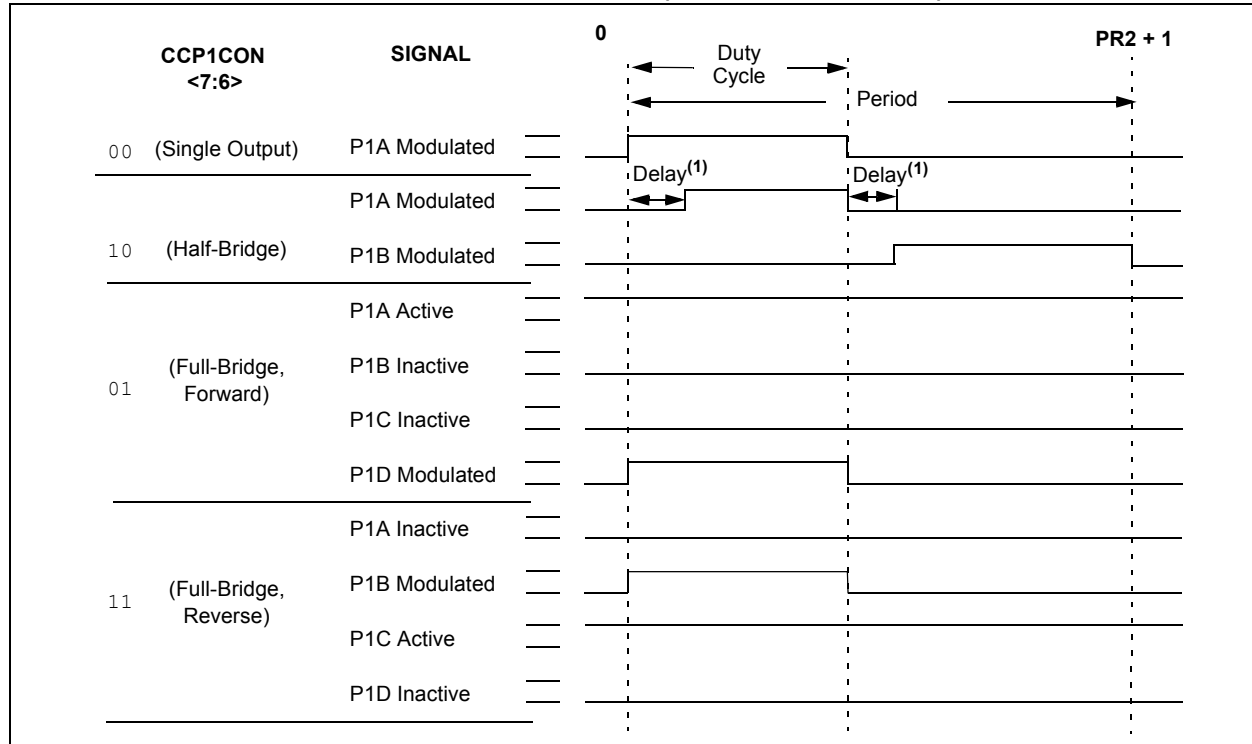 CCP1CON
<7:6>
SIGNAL
0
PR2 + 1
Duty
Cycle
Period
00 (Single Output) P1A Modulated
Delay(1) Delay(1)
P1A Modulated
10 (Half-Bridge) P1B Modulated
P1A Active
01 (Full-Bridge,
Forward)
P1B Inactive
P1C Inactive
P1D Modulated
P1A Inactive
11 (Full-Bridge,
Reverse)
P1B Modulated
P1C Active
P1D Inactive